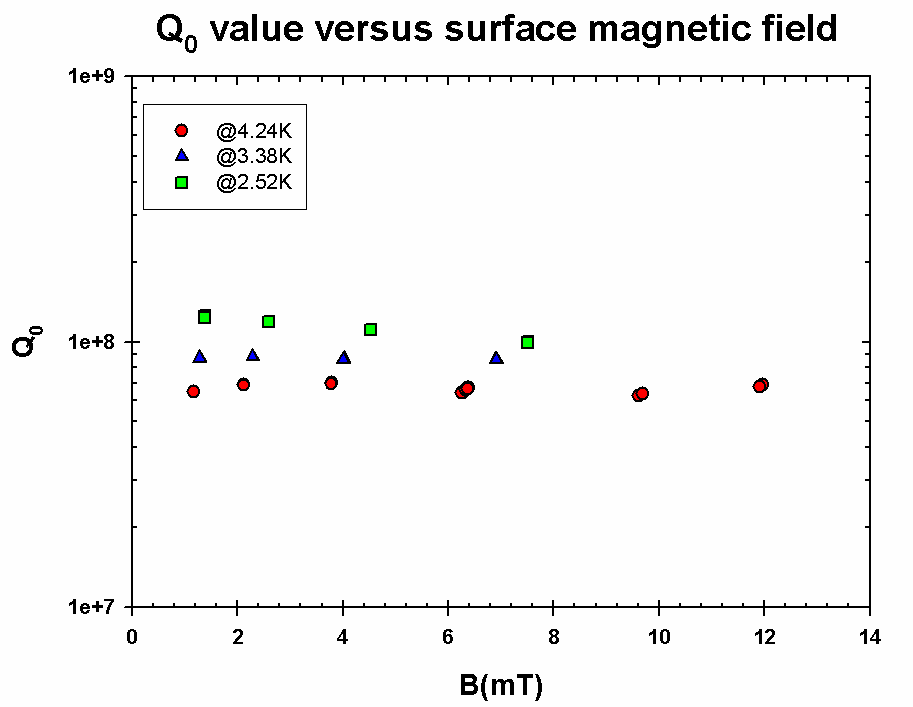 Q0 value versus surface magnetic field
1e+9
@4.24K
@3.38K
@2.52K
Q0
1e+8
1e+7
0 2 4 6 8 10 12 14
B(mT)